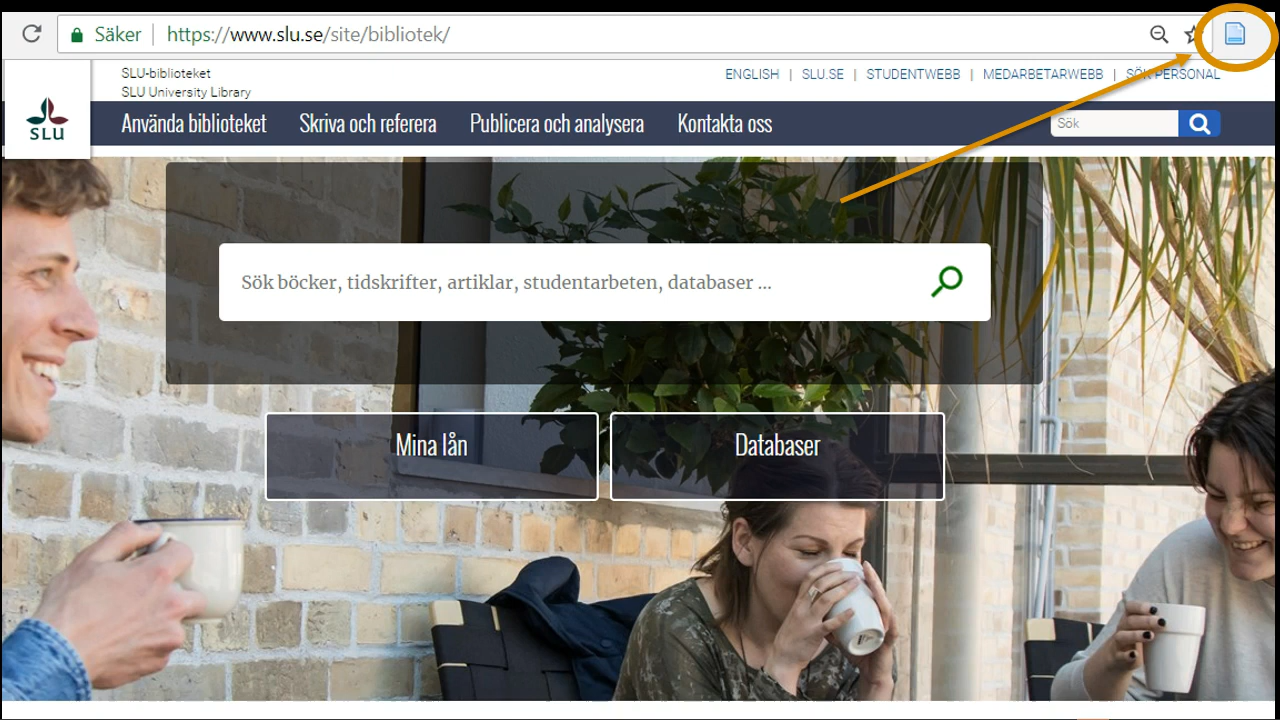 Säker | https://www.slu.se/site/bibliotek/
SLU-biblioteket
SLU University Library
ENGLISH | SLU.SE | STUDENTWEBB | MEDARBETARWEBB | SÖK PERSONAL
SLU
Använda biblioteket Skriva och referera Publicera och analysera Kontakta oss
Sök
Sök böcker, tidskrifter, artiklar, studentarbeten, databaser ...
Mina lån
Databaser